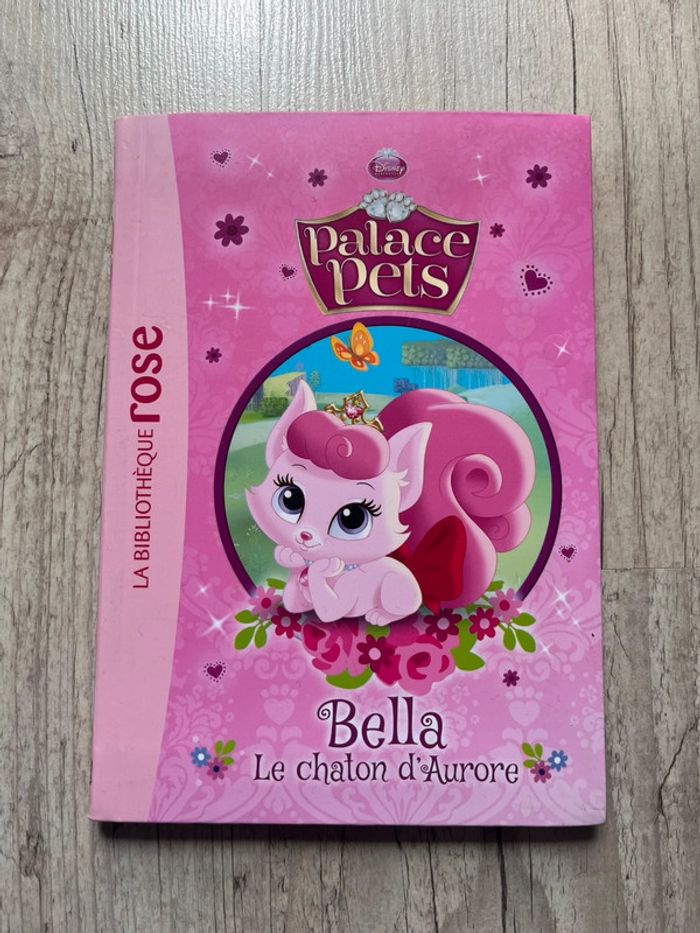 Disney
Palace
Pets
LA BIBLIOTHÈQUE rose
Bella
Le chaton d'Aurore